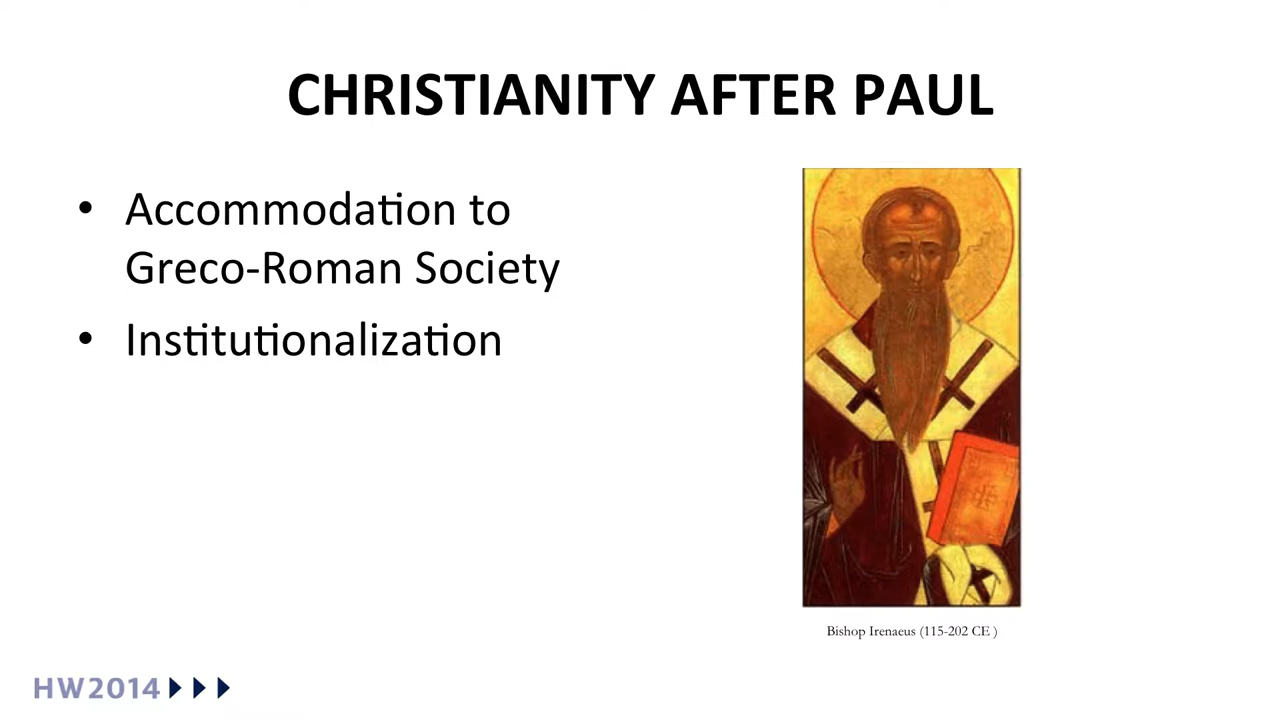 CHRISTIANITY AFTER PAUL
• Accommodation to
Greco-Roman Society
• Institutionalization
Bishop Irenaeus (115-202 CE )
HW2014